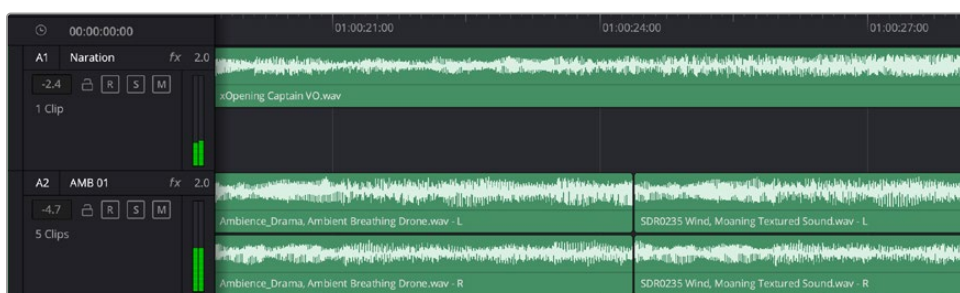 00:00:00:00 01:00:21:00 01:00:24:00 01:00:27:00
A1 Naration fx 2.0
-2.4 R S M
xOpening Captain VO.wav
1 Clip
A2 AMB 01 fx 2.0
-4.7 R S M
Ambience_Drama, Ambient Breathing Drone.wav - L SDR0235 Wind, Moaning Textured Sound.wav - L
5 Clips
Ambience_Drama, Ambient Breathing Drone.wav - R SDR0235 Wind, Moaning Textured Sound.wav - R